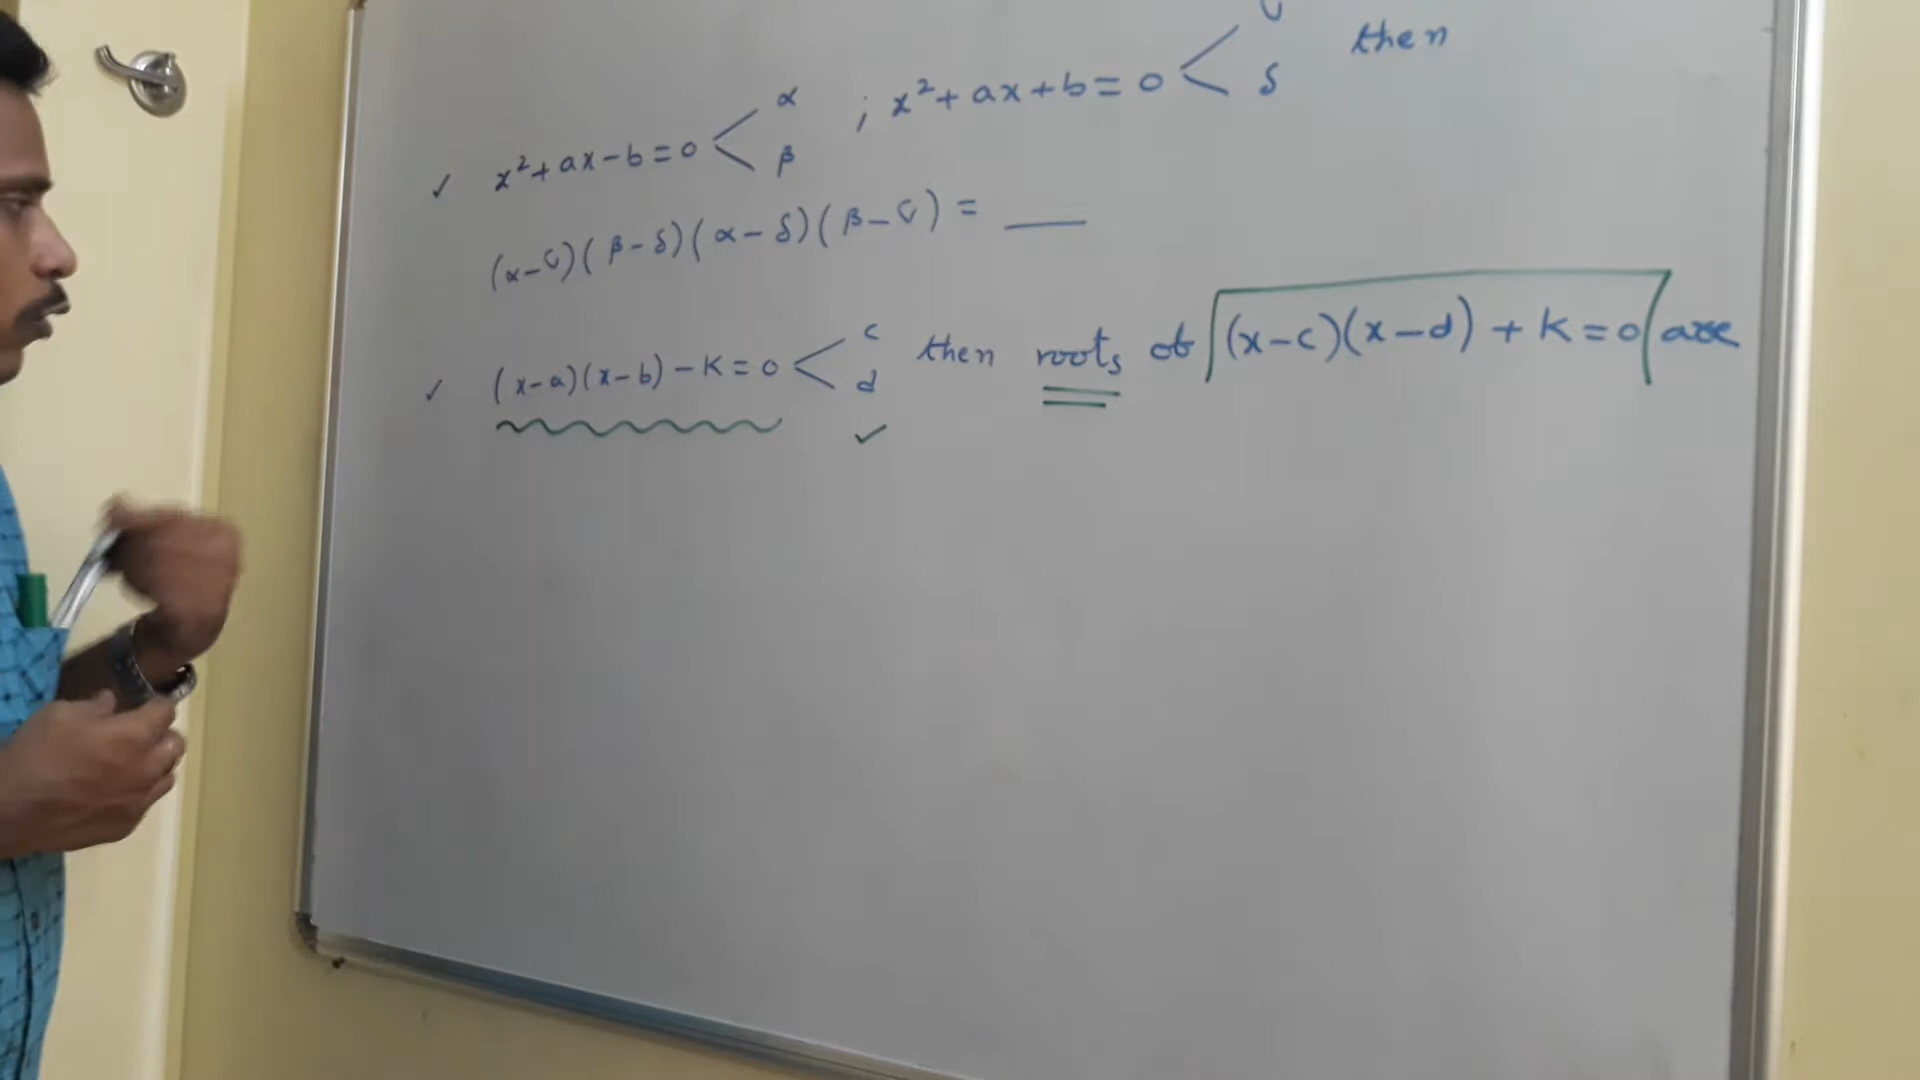 ✓ x²+ax-b=0 < α β ; x²+ax+b=0 < γ δ then
(α-γ)(β-δ)(α-δ)(β-γ) = ___
✓ (x-a)(x-b)-K=0 < c d ✓ then roots of (x-c)(x-d)+K=0 are